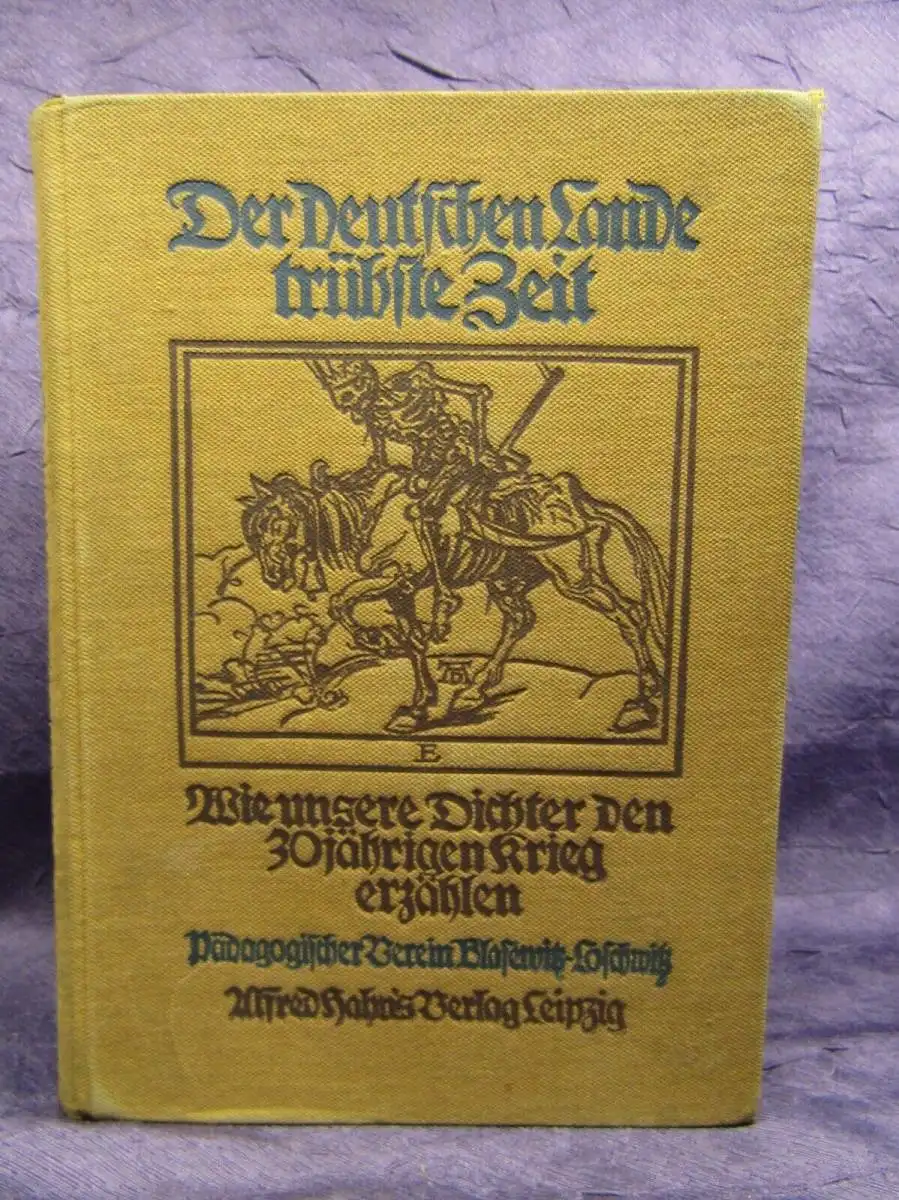 Der Deutschen Lande
trübste Zeit
AD
E
Wie unsere Dichter den
30jährigen Krieg
erzählen
Pädagogischer Verein Blasewitz-Loschwitz
Alfred Hahn's Verlag Leipzig